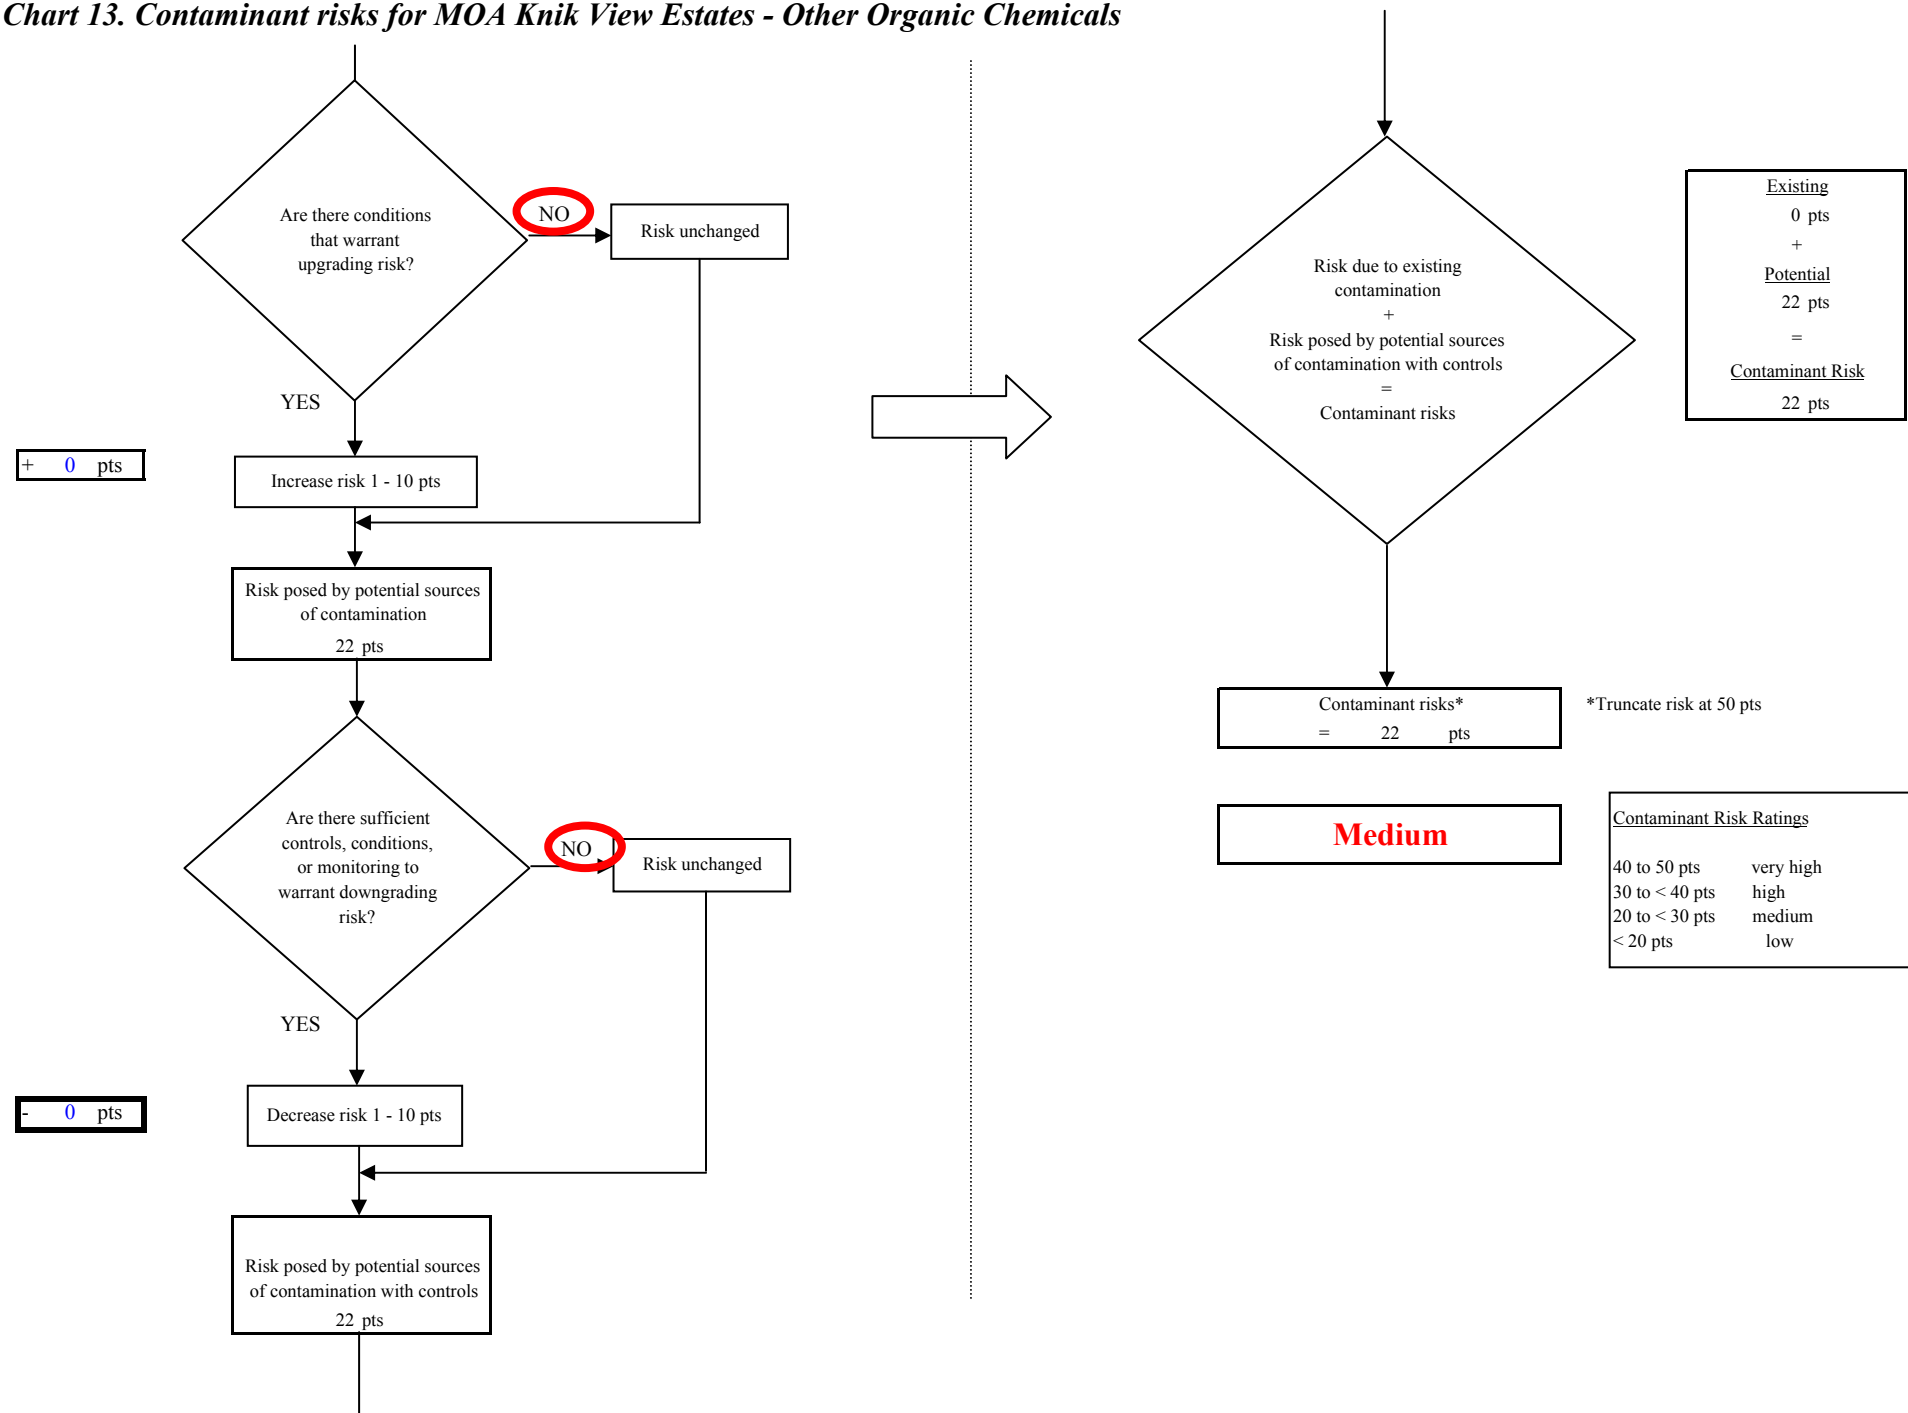 Chart 13. Contaminant risks for MOA Knik View Estates - Other Organic Chemicals
Are there conditions
that warrant
upgrading risk?
NO
Risk unchanged
YES
+ 0 pts
Increase risk 1 - 10 pts
Risk posed by potential sources
of contamination
22 pts
Are there sufficient
controls, conditions,
or monitoring to
warrant downgrading
risk?
NO
Risk unchanged
YES
- 0 pts
Decrease risk 1 - 10 pts
Risk posed by potential sources
of contamination with controls
22 pts
Risk due to existing
contamination
+
Risk posed by potential sources
of contamination with controls
=
Contaminant risks
Existing
0 pts
+
Potential
22 pts
=
Contaminant Risk
22 pts
Contaminant risks*
= 22 pts
*Truncate risk at 50 pts
Medium
Contaminant Risk Ratings
40 to 50 pts very high
30 to < 40 pts high
20 to < 30 pts medium
< 20 pts low